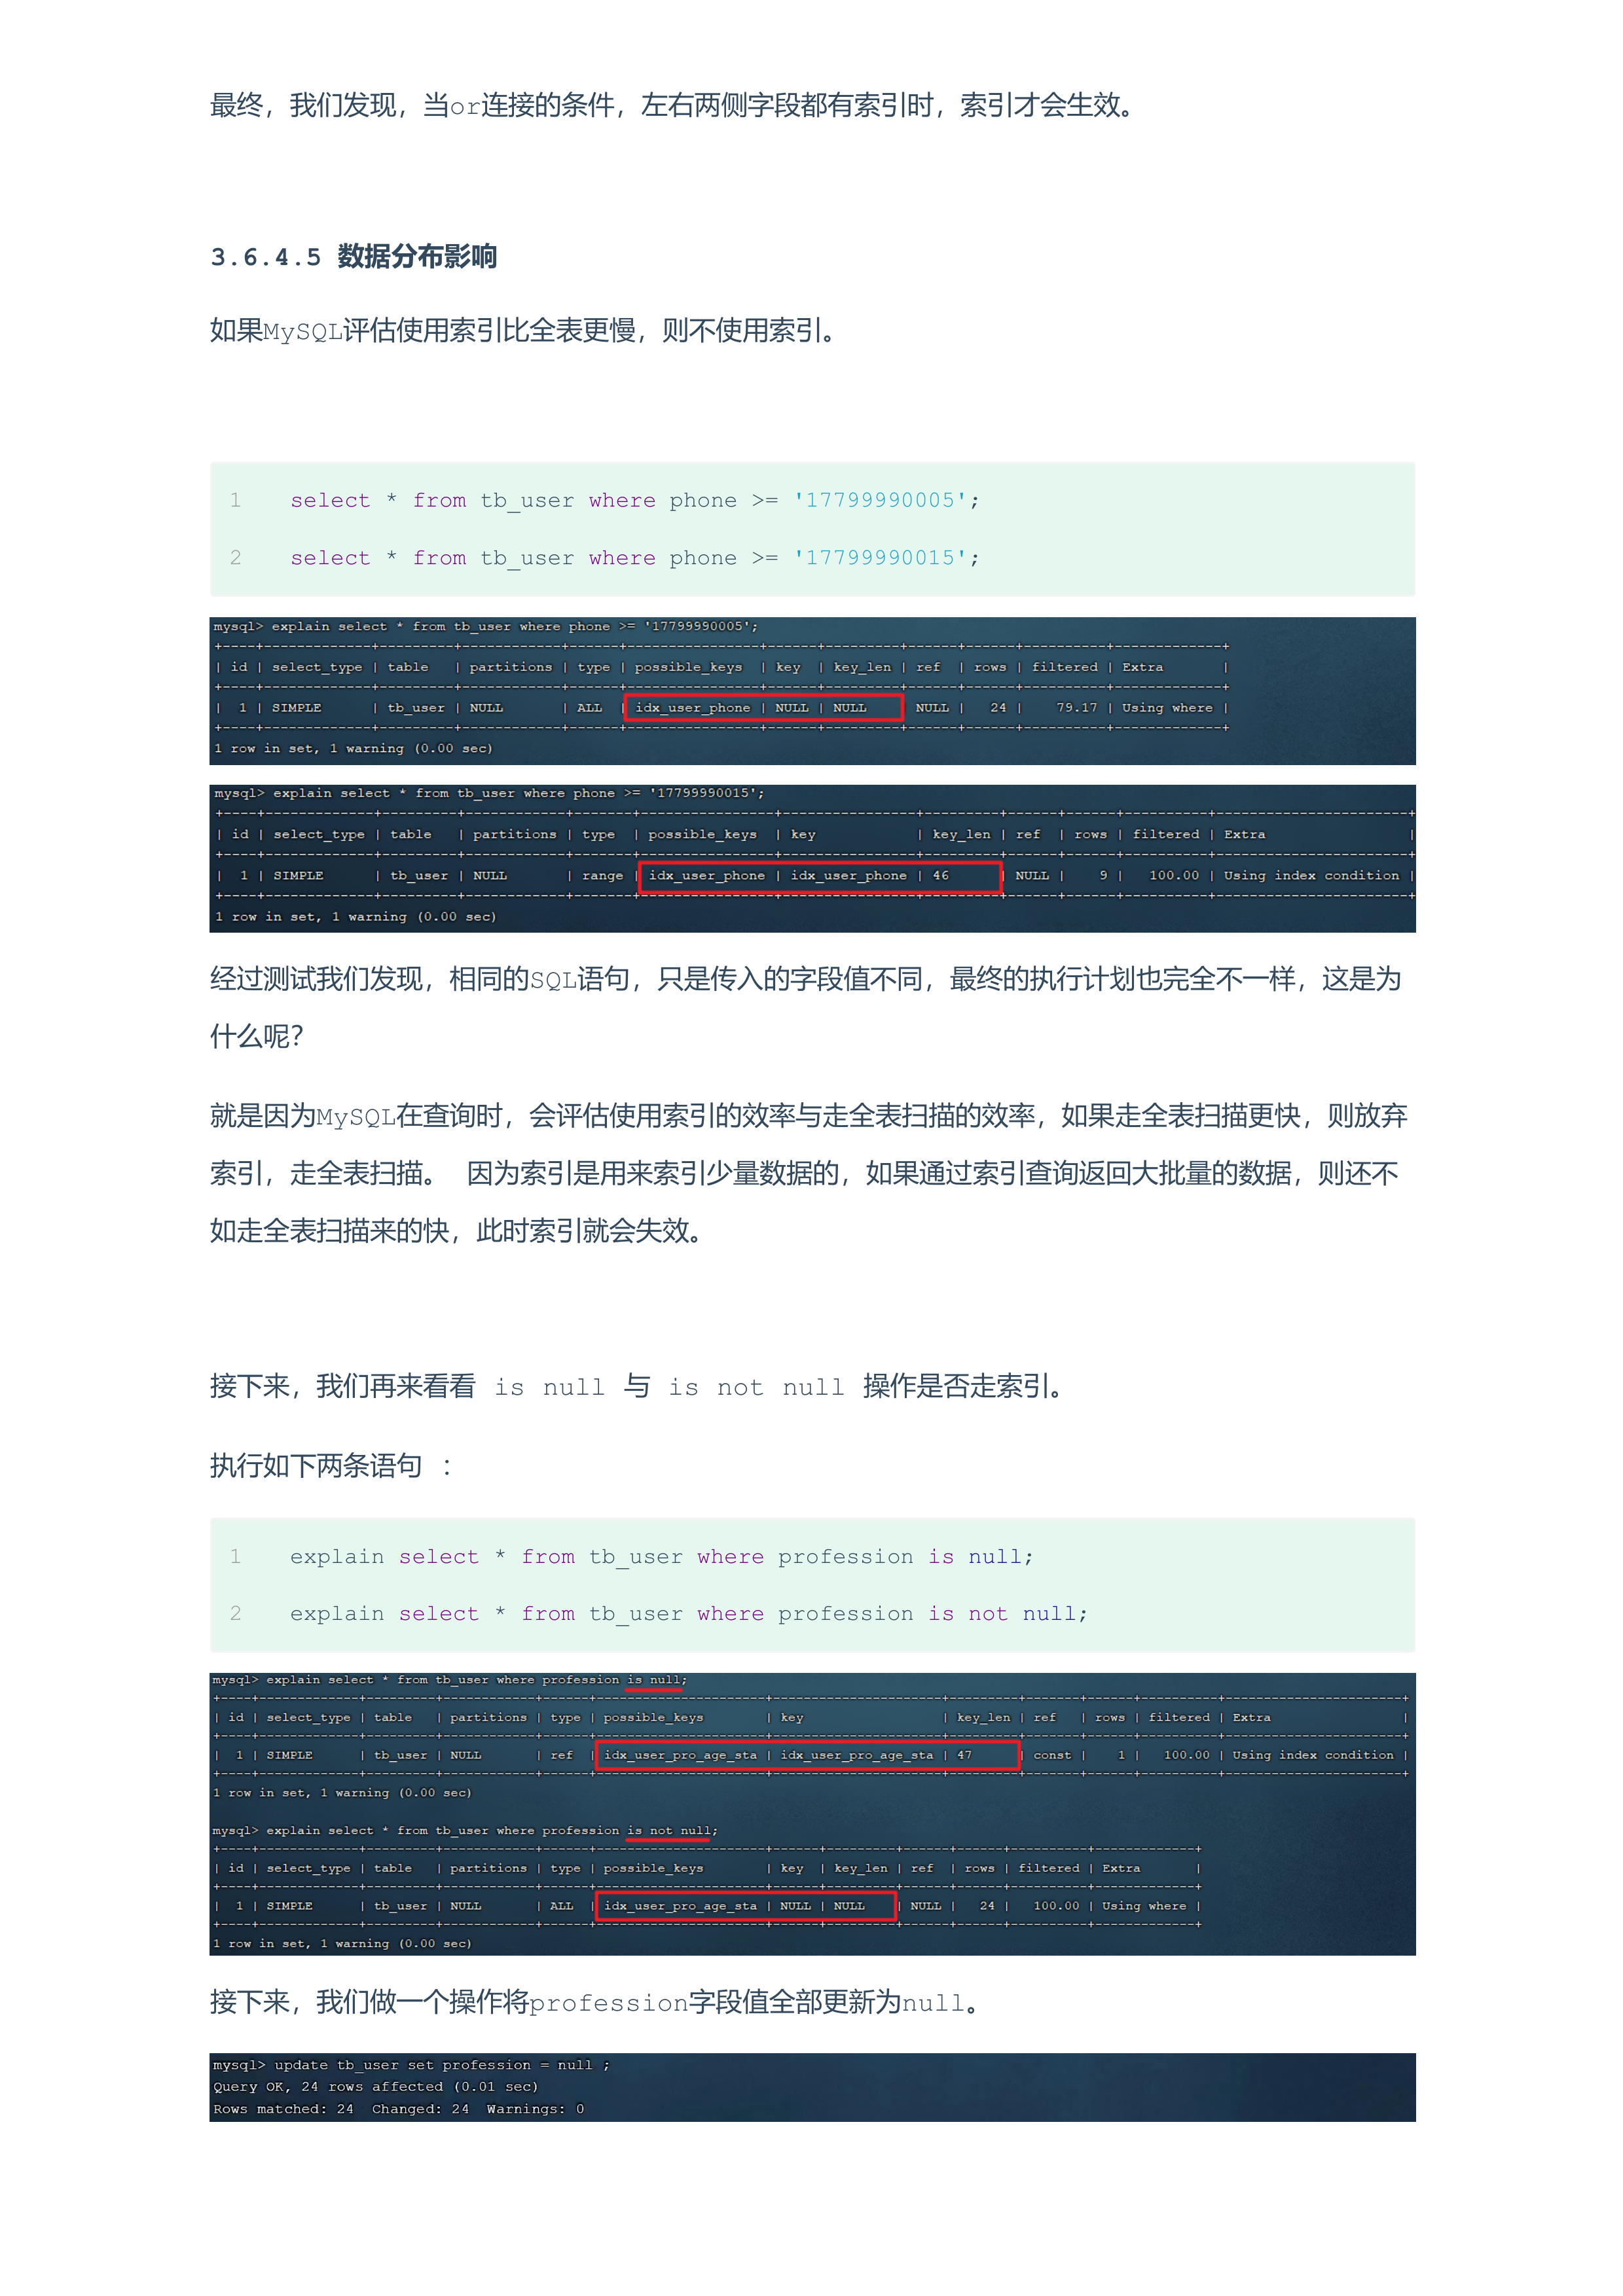 最终，我们发现，当or连接的条件，左右两侧字段都有索引时，索引才会生效。
3.6.4.5 数据分布影响
如果MySQL评估使用索引比全表更慢，则不使用索引。
1 select * from tb_user where phone >= '17799990005';
2 select * from tb_user where phone >= '17799990015';
mysql> explain select * from tb_user where phone >= '17799990005';
+----+-------------+---------+------------+------+----------------+------+---------+------+------+----------+-------------+
| id | select_type | table   | partitions | type | possible_keys  | key  | key_len | ref  | rows | filtered | Extra       |
+----+-------------+---------+------------+------+----------------+------+---------+------+------+----------+-------------+
|  1 | SIMPLE      | tb_user | NULL       | ALL  | idx_user_phone | NULL | NULL    | NULL |   24 |    79.17 | Using where |
+----+-------------+---------+------------+------+----------------+------+---------+------+------+----------+-------------+
1 row in set, 1 warning (0.00 sec)
mysql> explain select * from tb_user where phone >= '17799990015';
+----+-------------+---------+------------+-------+----------------+----------------+---------+------+------+----------+-----------------------+
| id | select_type | table   | partitions | type  | possible_keys  | key            | key_len | ref  | rows | filtered | Extra                 |
+----+-------------+---------+------------+-------+----------------+----------------+---------+------+------+----------+-----------------------+
|  1 | SIMPLE      | tb_user | NULL       | range | idx_user_phone | idx_user_phone | 46      | NULL |    9 |   100.00 | Using index condition |
+----+-------------+---------+------------+-------+----------------+----------------+---------+------+------+----------+-----------------------+
1 row in set, 1 warning (0.00 sec)
经过测试我们发现，相同的SQL语句，只是传入的字段值不同，最终的执行计划也完全不一样，这是为
什么呢？
就是因为MySQL在查询时，会评估使用索引的效率与走全表扫描的效率，如果走全表扫描更快，则放弃
索引，走全表扫描。 因为索引是用来索引少量数据的，如果通过索引查询返回大批量的数据，则还不
如走全表扫描来的快，此时索引就会失效。
接下来，我们再来看看 is null 与 is not null 操作是否走索引。
执行如下两条语句 ：
1 explain select * from tb_user where profession is null;
2 explain select * from tb_user where profession is not null;
mysql> explain select * from tb_user where profession is null;
+----+-------------+---------+------------+------+----------------------+----------------------+---------+-------+------+----------+-----------------------+
| id | select_type | table   | partitions | type | possible_keys        | key                  | key_len | ref   | rows | filtered | Extra                 |
+----+-------------+---------+------------+------+----------------------+----------------------+---------+-------+------+----------+-----------------------+
|  1 | SIMPLE      | tb_user | NULL       | ref  | idx_user_pro_age_sta | idx_user_pro_age_sta | 47      | const |    1 |   100.00 | Using index condition |
+----+-------------+---------+------------+------+----------------------+----------------------+---------+-------+------+----------+-----------------------+
1 row in set, 1 warning (0.00 sec)
mysql> explain select * from tb_user where profession is not null;
+----+-------------+---------+------------+------+----------------------+------+---------+------+------+----------+-------------+
| id | select_type | table   | partitions | type | possible_keys        | key  | key_len | ref  | rows | filtered | Extra       |
+----+-------------+---------+------------+------+----------------------+------+---------+------+------+----------+-------------+
|  1 | SIMPLE      | tb_user | NULL       | ALL  | idx_user_pro_age_sta | NULL | NULL    | NULL |   24 |   100.00 | Using where |
+----+-------------+---------+------------+------+----------------------+------+---------+------+------+----------+-------------+
1 row in set, 1 warning (0.00 sec)
接下来，我们做一个操作将profession字段值全部更新为null。
mysql> update tb_user set profession = null ;
Query OK, 24 rows affected (0.01 sec)
Rows matched: 24  Changed: 24  Warnings: 0